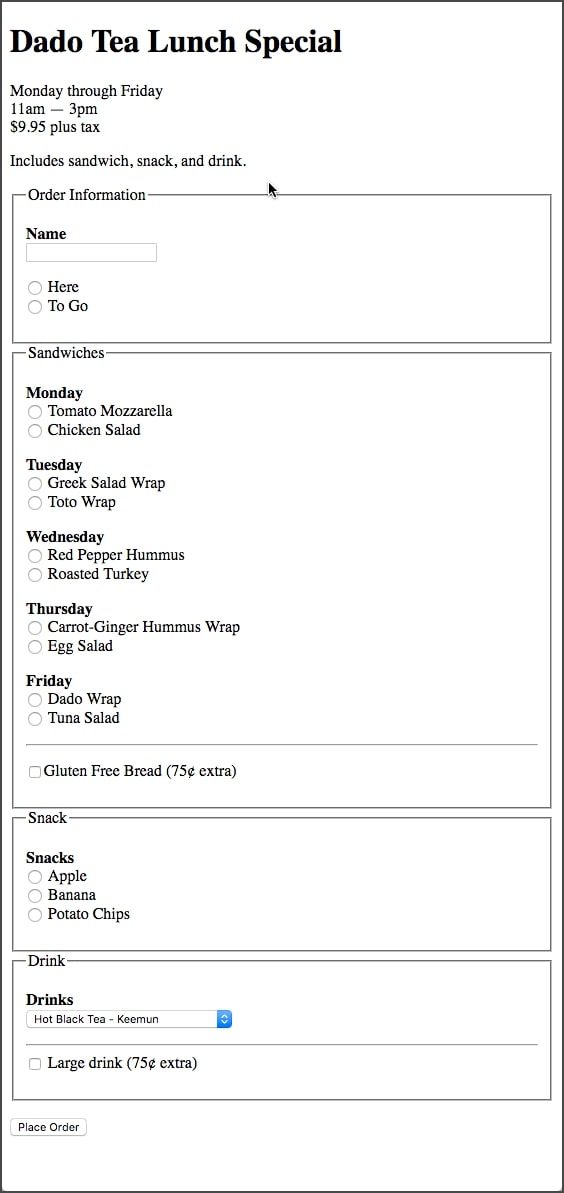 Dado Tea Lunch Special
Monday through Friday
11am — 3pm
$9.95 plus tax
Includes sandwich, snack, and drink.
Order Information
Name
Here
To Go
Sandwiches
Monday
Tomato Mozzarella
Chicken Salad
Tuesday
Greek Salad Wrap
Toto Wrap
Wednesday
Red Pepper Hummus
Roasted Turkey
Thursday
Carrot-Ginger Hummus Wrap
Egg Salad
Friday
Dado Wrap
Tuna Salad
Gluten Free Bread (75¢ extra)
Snack
Snacks
Apple
Banana
Potato Chips
Drink
Drinks
Hot Black Tea - Keemun
Large drink (75¢ extra)
Place Order